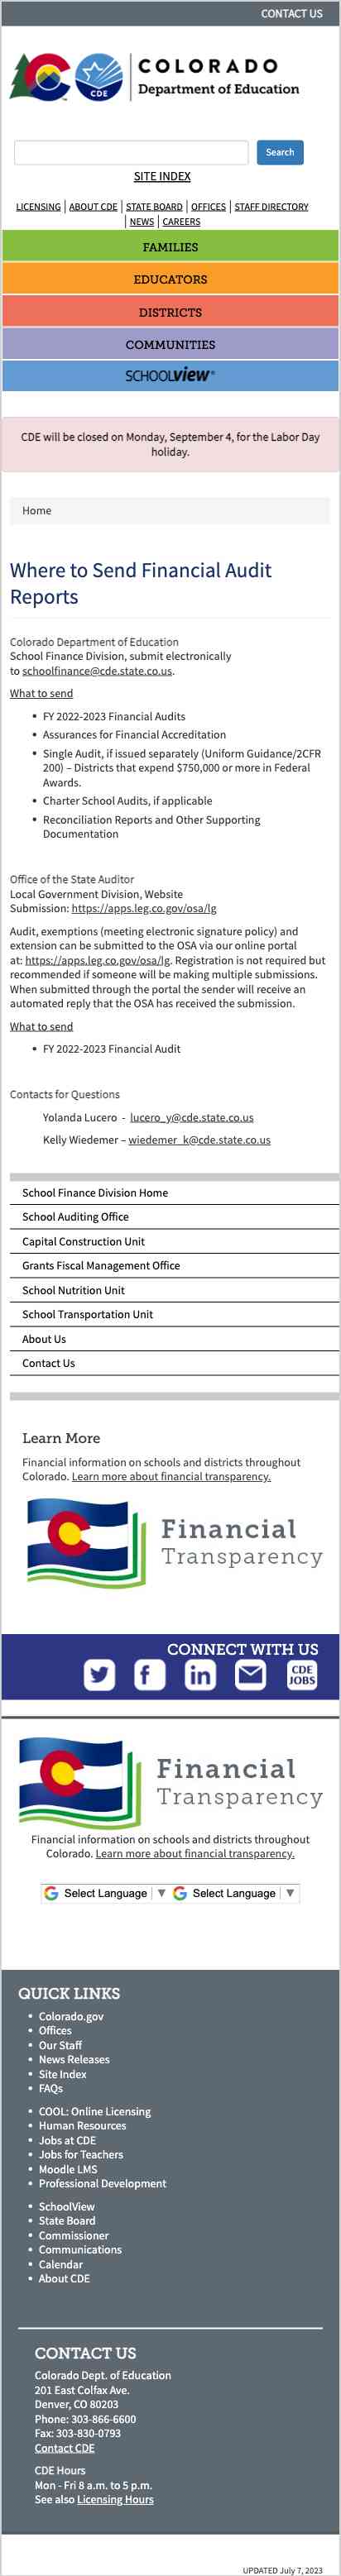 CONTACT US
CDE
COLORADO
Department of Education
Search
SITE INDEX
LICENSING | ABOUT CDE | STATE BOARD | OFFICES | STAFF DIRECTORY
| NEWS | CAREERS
FAMILIES
EDUCATORS
DISTRICTS
COMMUNITIES
SCHOOLVIEW®
CDE will be closed on Monday, September 4, for the Labor Day
holiday.
Home
Where to Send Financial Audit
Reports
Colorado Department of Education
School Finance Division, submit electronically
to schoolfinance@cde.state.co.us.
What to send
• FY 2022-2023 Financial Audits
• Assurances for Financial Accreditation
• Single Audit, if issued separately (Uniform Guidance/2CFR
200) – Districts that expend $750,000 or more in Federal
Awards.
• Charter School Audits, if applicable
• Reconciliation Reports and Other Supporting
Documentation
Office of the State Auditor
Local Government Division, Website
Submission: https://apps.leg.co.gov/osa/lg
Audit, exemptions (meeting electronic signature policy) and
extension can be submitted to the OSA via our online portal
at: https://apps.leg.co.gov/osa/lg. Registration is not required but
recommended if someone will be making multiple submissions.
When submitted through the portal the sender will receive an
automated reply that the OSA has received the submission.
What to send
• FY 2022-2023 Financial Audit
Contacts for Questions
Yolanda Lucero - lucero_y@cde.state.co.us
Kelly Wiedemer – wiedemer_k@cde.state.co.us
School Finance Division Home
School Auditing Office
Capital Construction Unit
Grants Fiscal Management Office
School Nutrition Unit
School Transportation Unit
About Us
Contact Us
Learn More
Financial information on schools and districts throughout
Colorado. Learn more about financial transparency.
Financial
Transparency
CONNECT WITH US
CDE
JOBS
Financial
Transparency
Financial information on schools and districts throughout
Colorado. Learn more about financial transparency.
Select Language | ▼ Select Language | ▼
QUICK LINKS
• Colorado.gov
• Offices
• Our Staff
• News Releases
• Site Index
• FAQs
• COOL: Online Licensing
• Human Resources
• Jobs at CDE
• Jobs for Teachers
• Moodle LMS
• Professional Development
• SchoolView
• State Board
• Commissioner
• Communications
• Calendar
• About CDE
CONTACT US
Colorado Dept. of Education
201 East Colfax Ave.
Denver, CO 80203
Phone: 303-866-6600
Fax: 303-830-0793
Contact CDE
CDE Hours
Mon - Fri 8 a.m. to 5 p.m.
See also Licensing Hours
UPDATED July 7, 2023